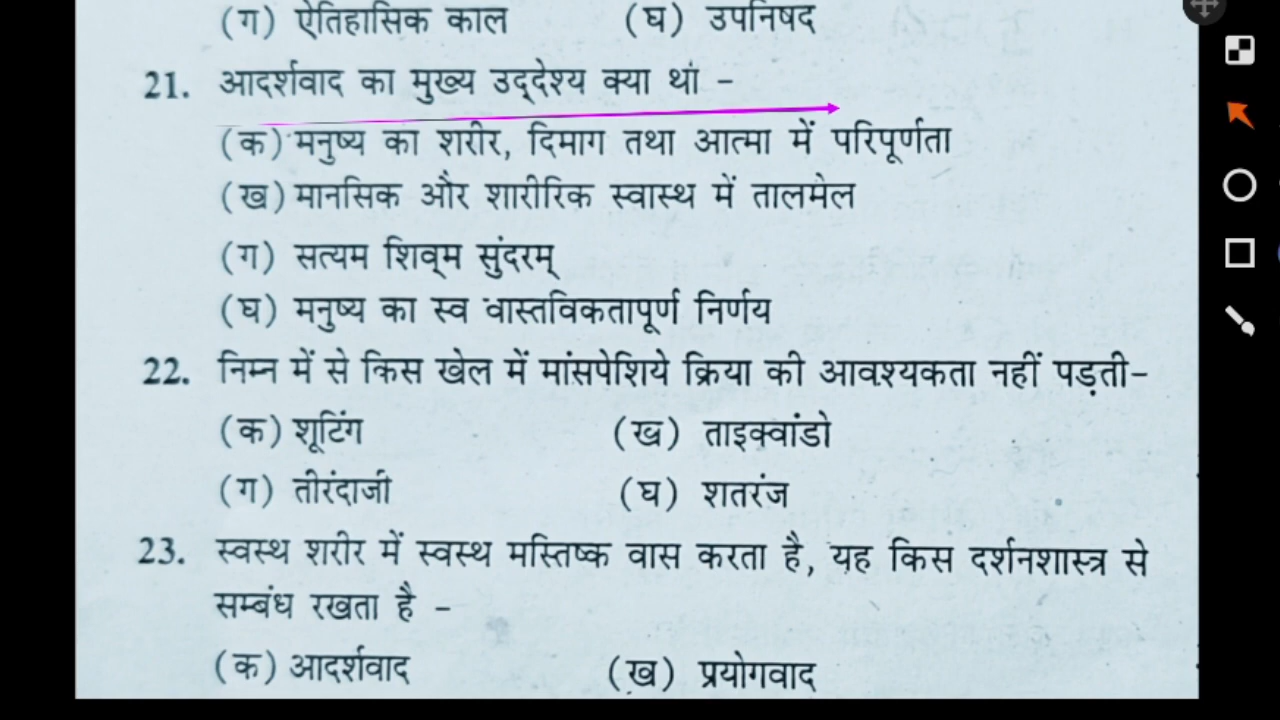 (ग) ऐतिहासिक काल (घ) उपनिषद
21. आदर्शवाद का मुख्य उद्देश्य क्या था -
(क) मनुष्य का शरीर, दिमाग तथा आत्मा में परिपूर्णता
(ख) मानसिक और शारीरिक स्वास्थ में तालमेल
(ग) सत्यम शिव्म सुंदरम्
(घ) मनुष्य का स्व वास्तविकतापूर्ण निर्णय
22. निम्न में से किस खेल में मांसपेशिये क्रिया की आवश्यकता नहीं पड़ती-
(क) शूटिंग (ख) ताइक्वांडो
(ग) तीरंदाजी (घ) शतरंज
23. स्वस्थ शरीर में स्वस्थ मस्तिष्क वास करता है, यह किस दर्शनशास्त्र से
सम्बंध रखता है -
(क) आदर्शवाद (ख) प्रयोगवाद